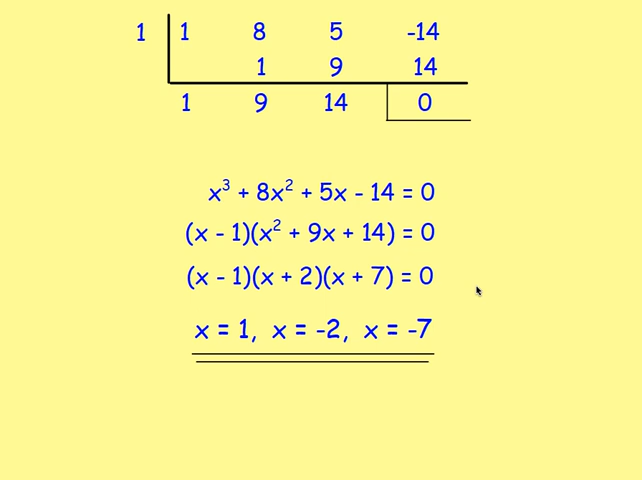 1 1 8 5 -14
1 9 14
1 9 14 0
x³ + 8x² + 5x - 14 = 0
(x - 1)(x² + 9x + 14) = 0
(x - 1)(x + 2)(x + 7) = 0
x = 1, x = -2, x = -7